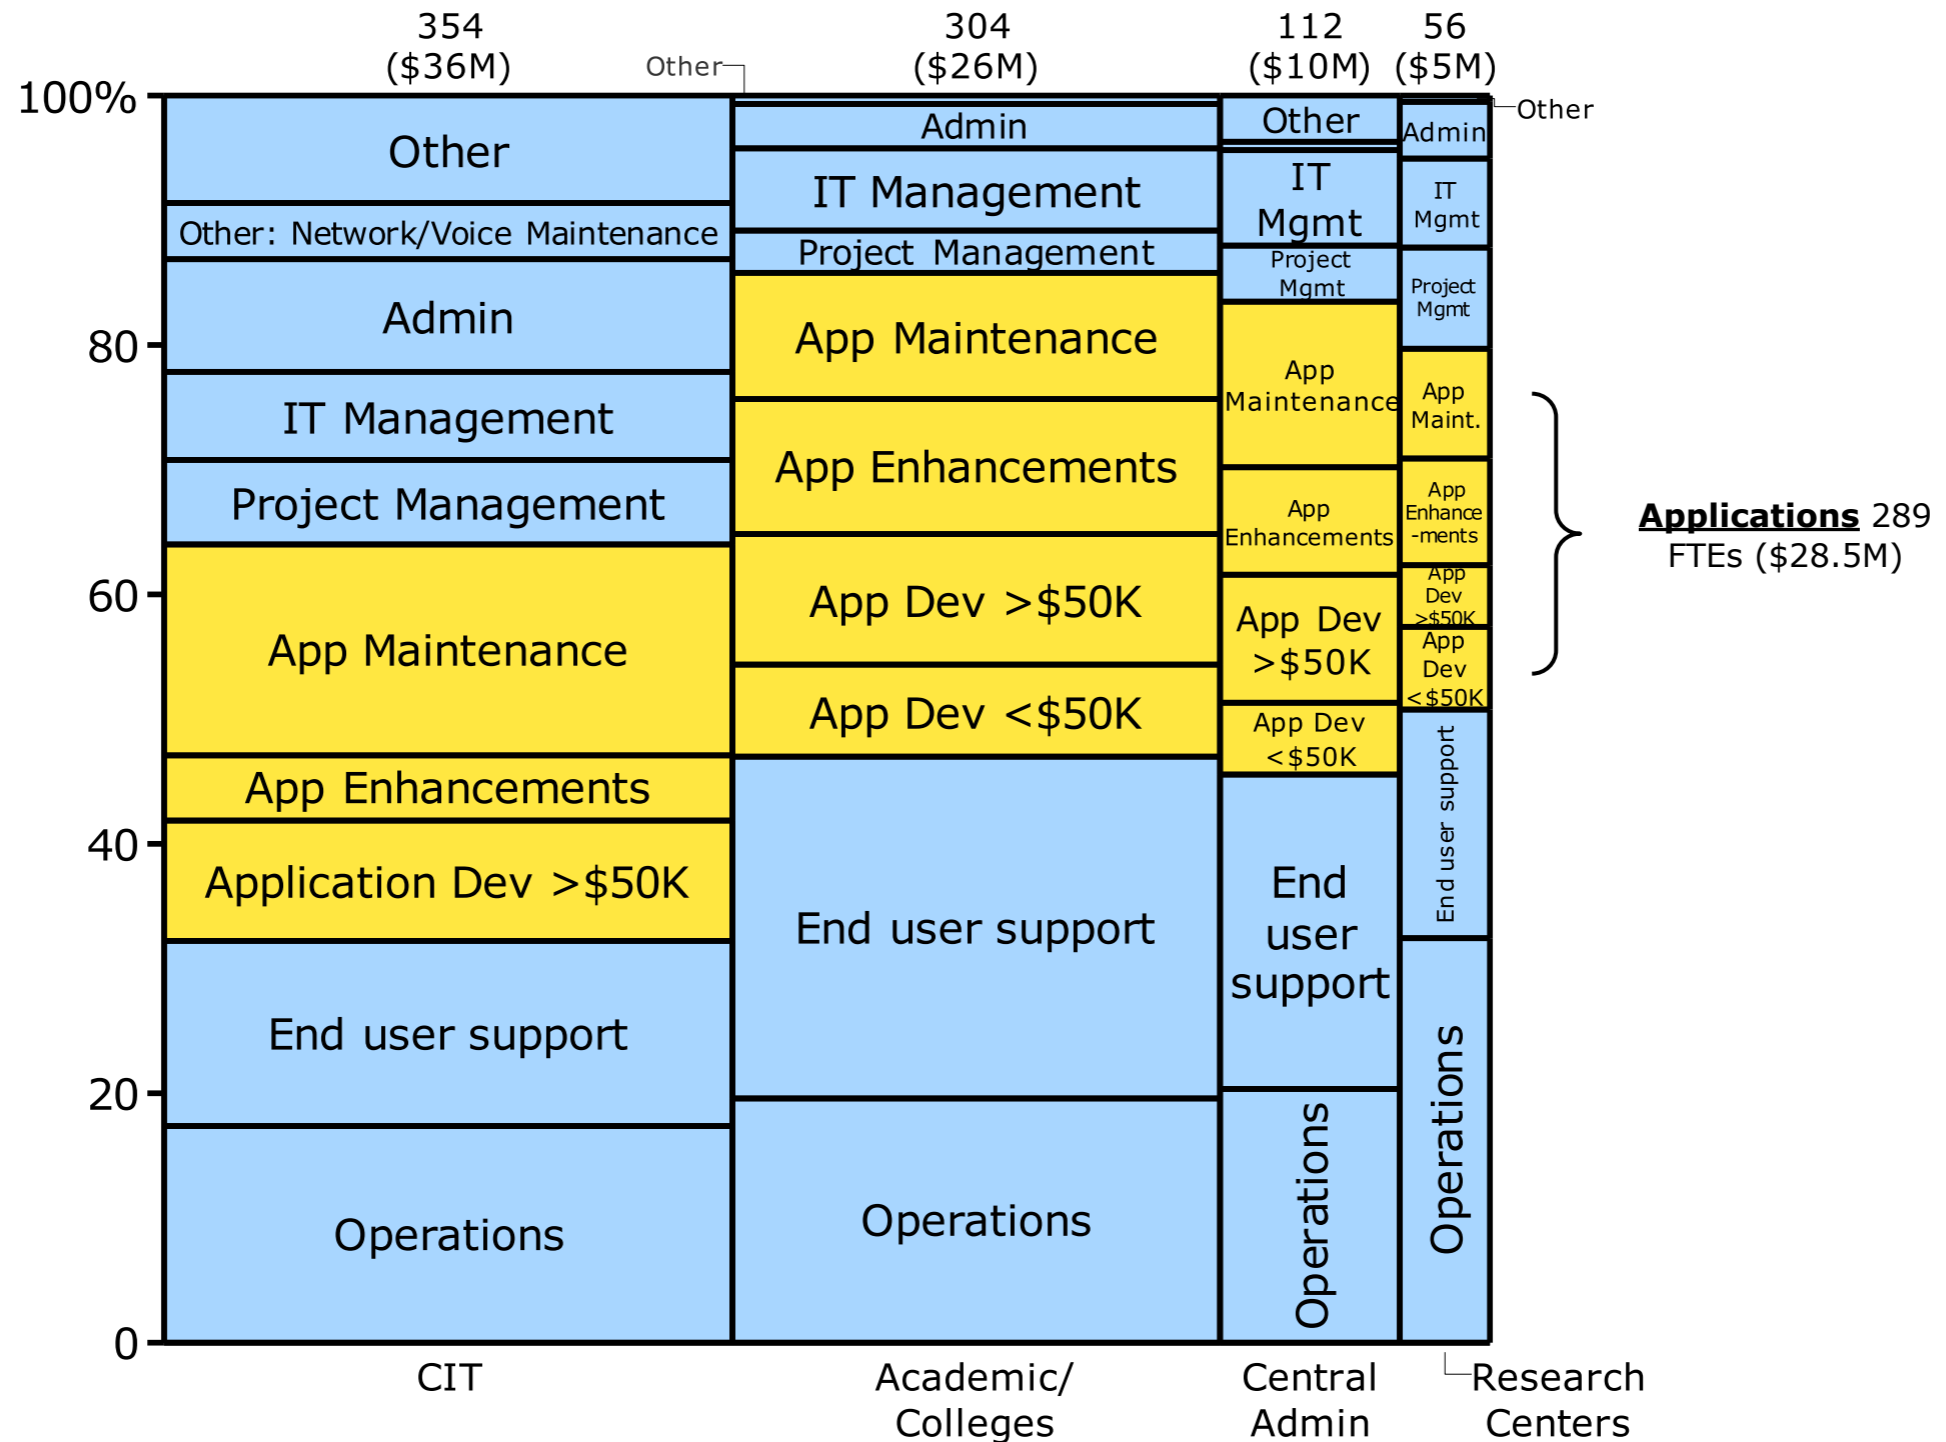 354
($36M)
304
($26M)
112
($10M)
56
($5M)
Other
Other
100%
80
60
40
20
0
Other
Other: Network/Voice Maintenance
Admin
IT Management
Project Management
App Maintenance
App Enhancements
Application Dev >$50K
End user support
Operations
Admin
IT Management
Project Management
App Maintenance
App Enhancements
App Dev >$50K
App Dev <$50K
End user support
Operations
Other
IT
Mgmt
Project
Mgmt
App
Maintenance
App
Enhancements
App Dev
>$50K
App Dev
<$50K
End
user
support
Operations
Admin
IT
Mgmt
Project
Mgmt
App
Maint.
App
Enhance
-ments
App
Dev
>$50K
App
Dev
<$50K
End user support
Operations
Applications 289
FTEs ($28.5M)
CIT
Academic/
Colleges
Central
Admin
Research
Centers